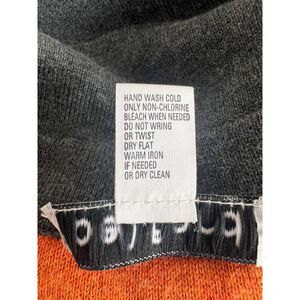 HAND WASH COLD
ONLY NON-CHLORINE
BLEACH WHEN NEEDED
DO NOT WRING
OR TWIST
DRY FLAT
WARM IRON
IF NEEDED
OR DRY CLEAN